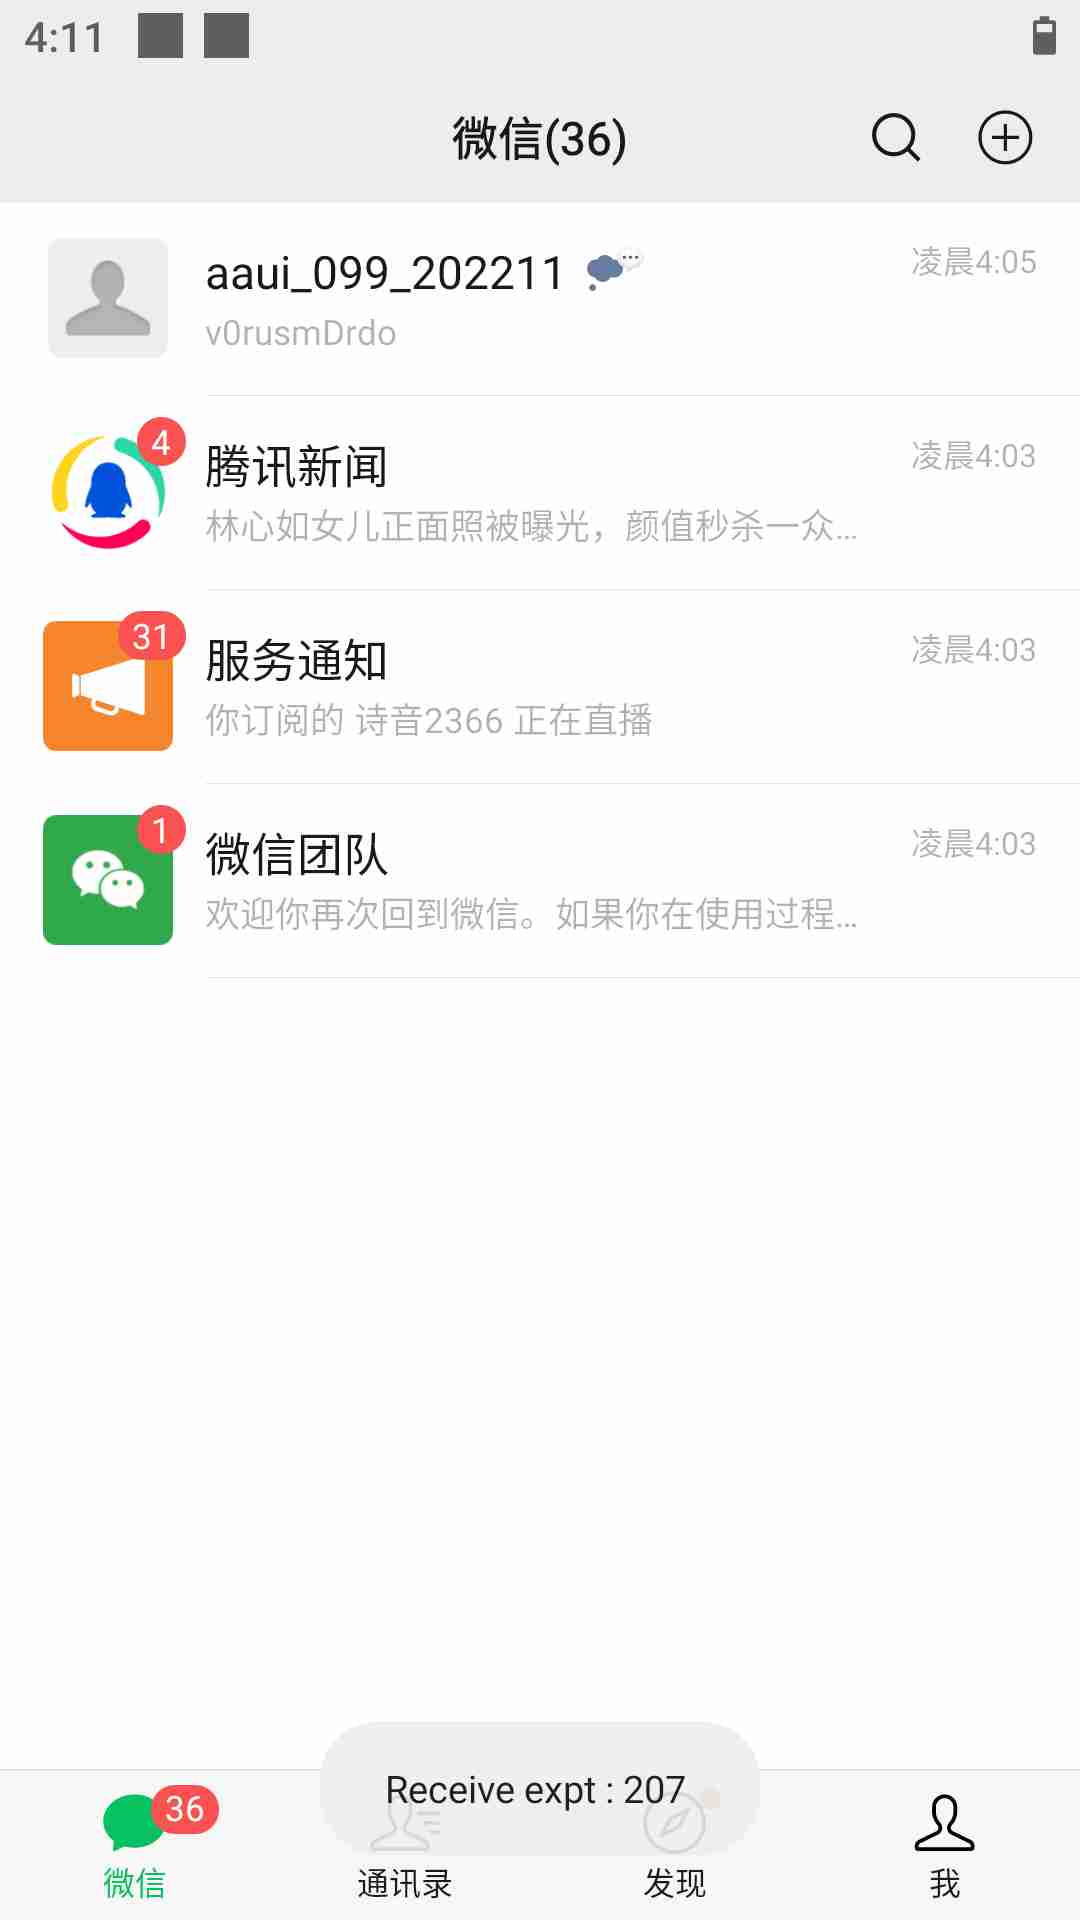 4:11
微信(36)
aaui_099_202211
凌晨4:05
v0rusmDrdo
4
腾讯新闻
凌晨4:03
林心如女儿正面照被曝光，颜值秒杀一众...
31
服务通知
凌晨4:03
你订阅的 诗音2366 正在直播
1
微信团队
凌晨4:03
欢迎你再次回到微信。如果你在使用过程...
Receive expt : 207
36
微信
通讯录
发现
我